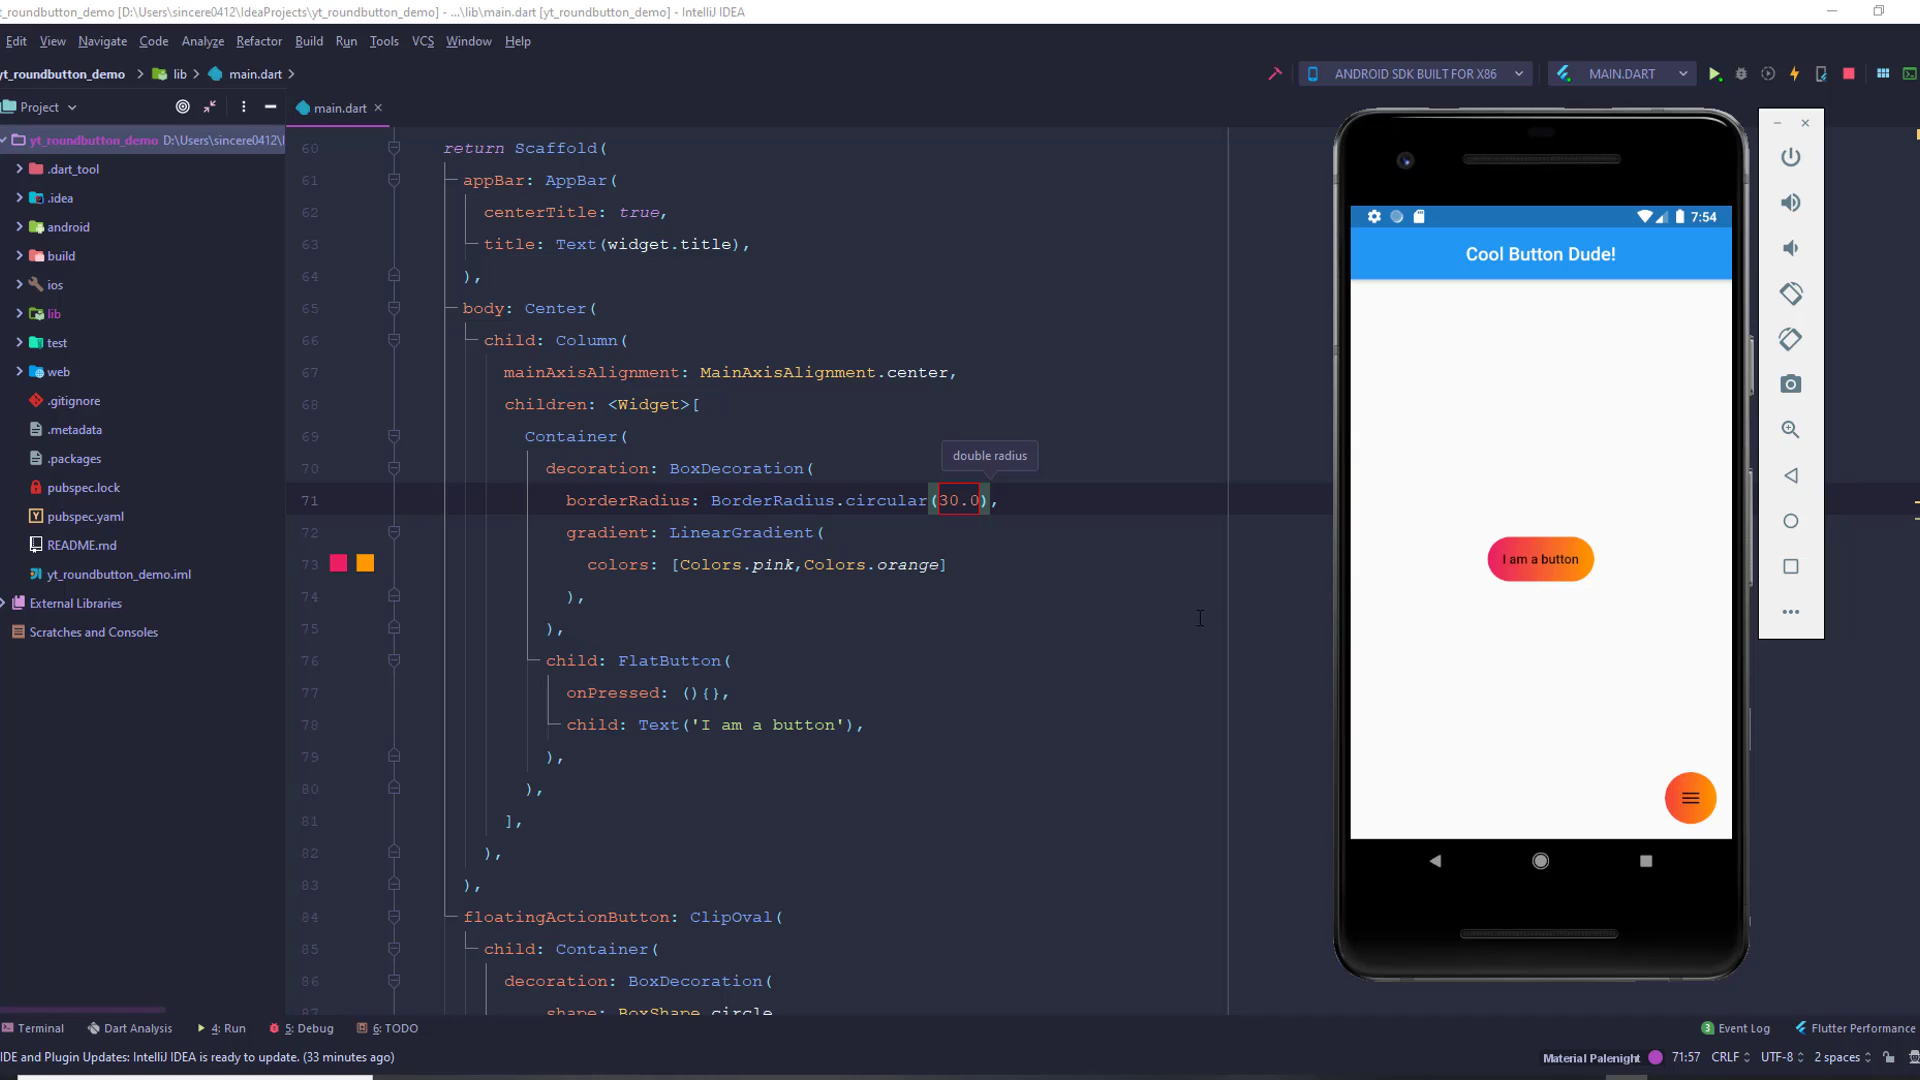 t_roundbutton_demo [D:\Users\sincere0412\IdeaProjects\yt_roundbutton_demo] - ...\lib\main.dart [yt_roundbutton_demo] - IntelliJ IDEA
Edit View Navigate Code Analyze Refactor Build Run Tools VCS Window Help
yt_roundbutton_demo lib main.dart
ANDROID SDK BUILT FOR X86 MAIN.DART
Project
main.dart
yt_roundbutton_demo D:\Users\sincere0412\I
.dart_tool
.idea
android
build
ios
lib
test
web
.gitignore
.metadata
.packages
pubspec.lock
pubspec.yaml
README.md
yt_roundbutton_demo.iml
External Libraries
Scratches and Consoles
60 return Scaffold(
61 appBar: AppBar(
62 centerTitle: true,
63 title: Text(widget.title),
64 ),
65 body: Center(
66 child: Column(
67 mainAxisAlignment: MainAxisAlignment.center,
68 children: <Widget>[
69 Container(
double radius
70 decoration: BoxDecoration(
71 borderRadius: BorderRadius.circular(30.0),
72 gradient: LinearGradient(
73 colors: [Colors.pink,Colors.orange]
74 ),
75 ),
76 child: FlatButton(
77 onPressed: (){},
78 child: Text('I am a button'),
79 ),
80 ),
81 ],
82 ),
83 ),
84 floatingActionButton: ClipOval(
85 child: Container(
86 decoration: BoxDecoration(
87 shape: BoxShape.circle
7:54
Cool Button Dude!
I am a button
Terminal Dart Analysis 4: Run 5: Debug 6: TODO
3 Event Log Flutter Performance
IDE and Plugin Updates: IntelliJ IDEA is ready to update. (33 minutes ago)
Material Palenight 71:57 CRLF UTF-8 2 spaces